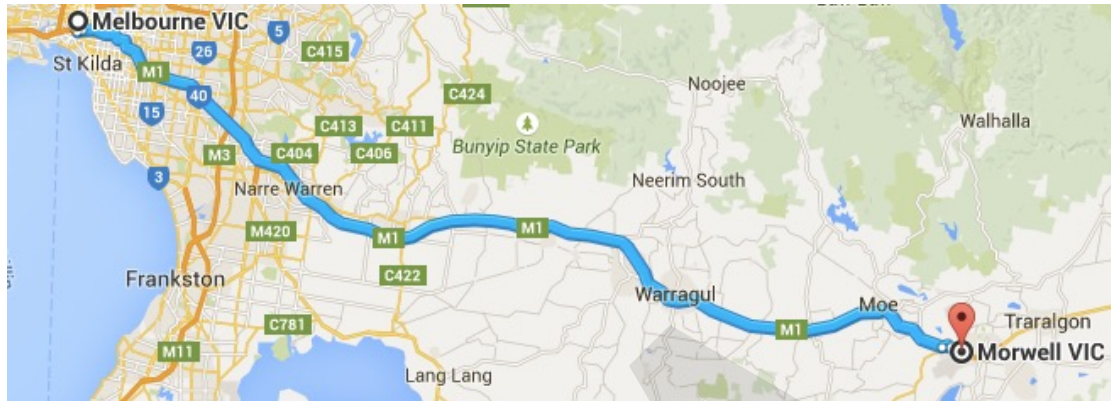 Melbourne VIC
5
C415
St Kilda
26
M1
40
C424
Noojee
15
C413
C411
Walhalla
M3
C404
C406
Bunyip State Park
3
Narre Warren
Neerim South
M420
M1
M1
C422
Frankston
Warragul
Moe
C781
M1
Traralgon
M11
Morwell VIC
Lang Lang